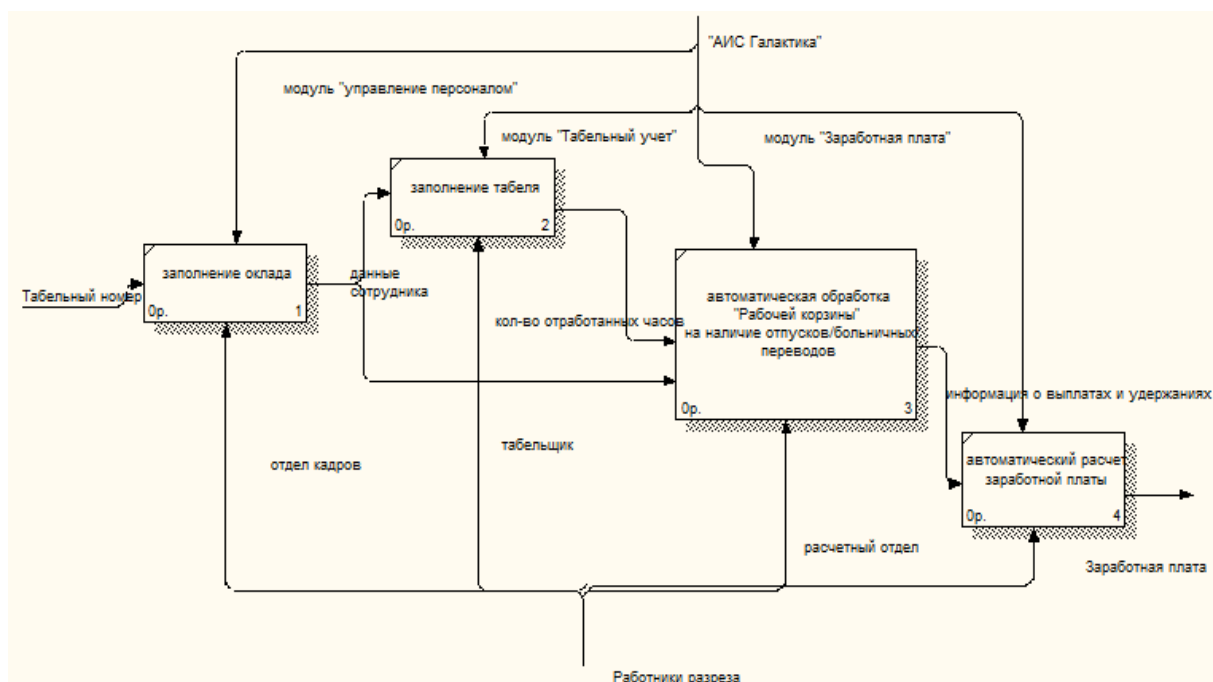 "АИС Галактика"
модуль "управление персоналом"
модуль "Табельный учет"
модуль "Заработная плата"
заполнение табеля
0р.
2
заполнение оклада
0р.
1
Табельный номер
данные
сотрудника
кол-во отработанных часов
автоматическая обработка
"Рабочей корзины"
на наличие отпусков/больничных
переводов
0р.
3
информация о выплатах и удержаниях
автоматический расчет
заработной платы
0р.
4
отдел кадров
табельщик
расчетный отдел
Заработная плата
Работники разреза